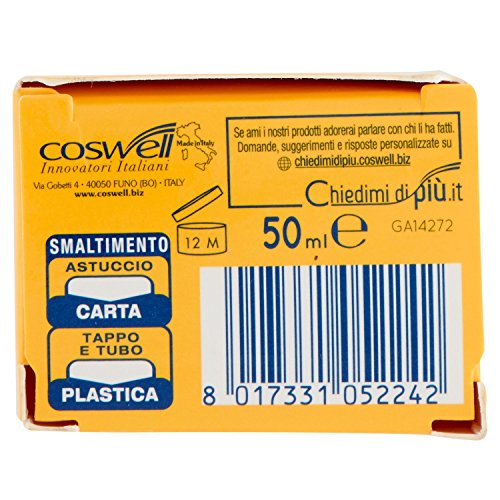 coswell
Innovatori Italiani
Via Gobetti 4 • 40050 FUNO (BO) • ITALY
www.coswell.biz
Made in Italy
Se ami i nostri prodotti adorerai parlare con chi li ha fatti.
Domande, suggerimenti e risposte personalizzate su
chiedimidipiu.coswell.biz
Chiedimi di più.it
12 M
50 ml e
GA14272
SMALTIMENTO
ASTUCCIO
CARTA
TAPPO
E TUBO
PLASTICA
8 017331 052242